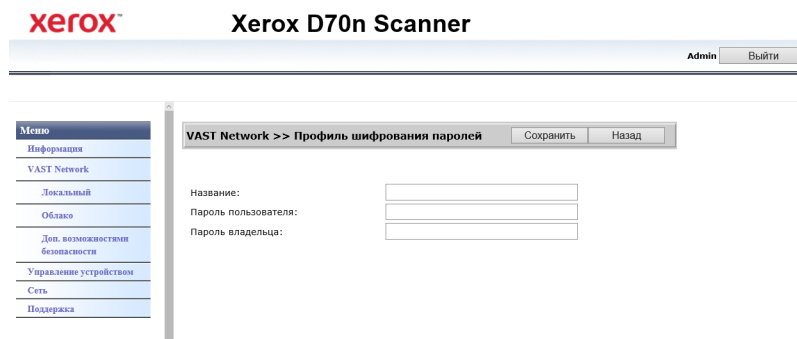 xerox™
Xerox D70n Scanner
Admin Выйти
Меню
Информация
VAST Network
Локальный
Облако
Доп. возможностями
безопасности
Управление устройством
Сеть
Поддержка
VAST Network >> Профиль шифрования паролей Сохранить Назад
Название:
Пароль пользователя:
Пароль владельца: